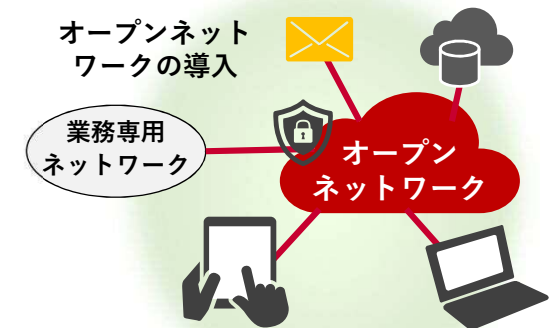 オープンネット
ワークの導入
業務専用
ネットワーク
オープン
ネットワーク